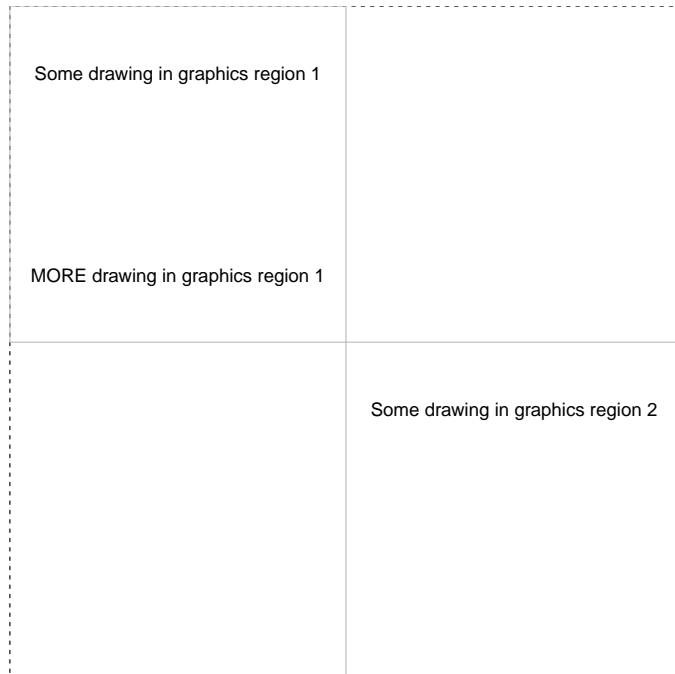 Some drawing in graphics region 1
MORE drawing in graphics region 1
Some drawing in graphics region 2